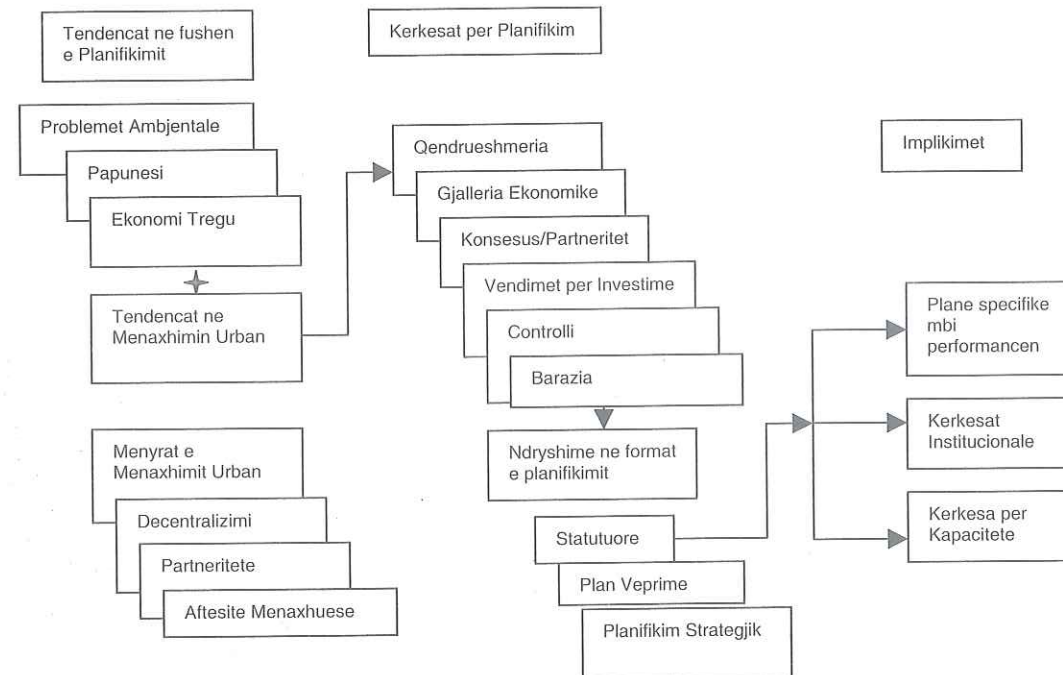 Tendencat ne fushen
e Planifikimit
Kerkesat per Planifikim
Implikimet
Problemet Ambjentale
Papunesi
Ekonomi Tregu
Tendencat ne
Menaxhimin Urban
Menyrat e
Menaxhimit Urban
Decentralizimi
Partneritete
Aftesite Menaxhuese
Qendrueshmeria
Gjalleria Ekonomike
Konsesus/Partneritet
Vendimet per Investime
Controlli
Barazia
Ndryshime ne format
e planifikimit
Statutuore
Plan Veprime
Planifikim Strategjik
Plane specifike
mbi
performancen
Kerkesat
Institucionale
Kerkesa per
Kapacitete